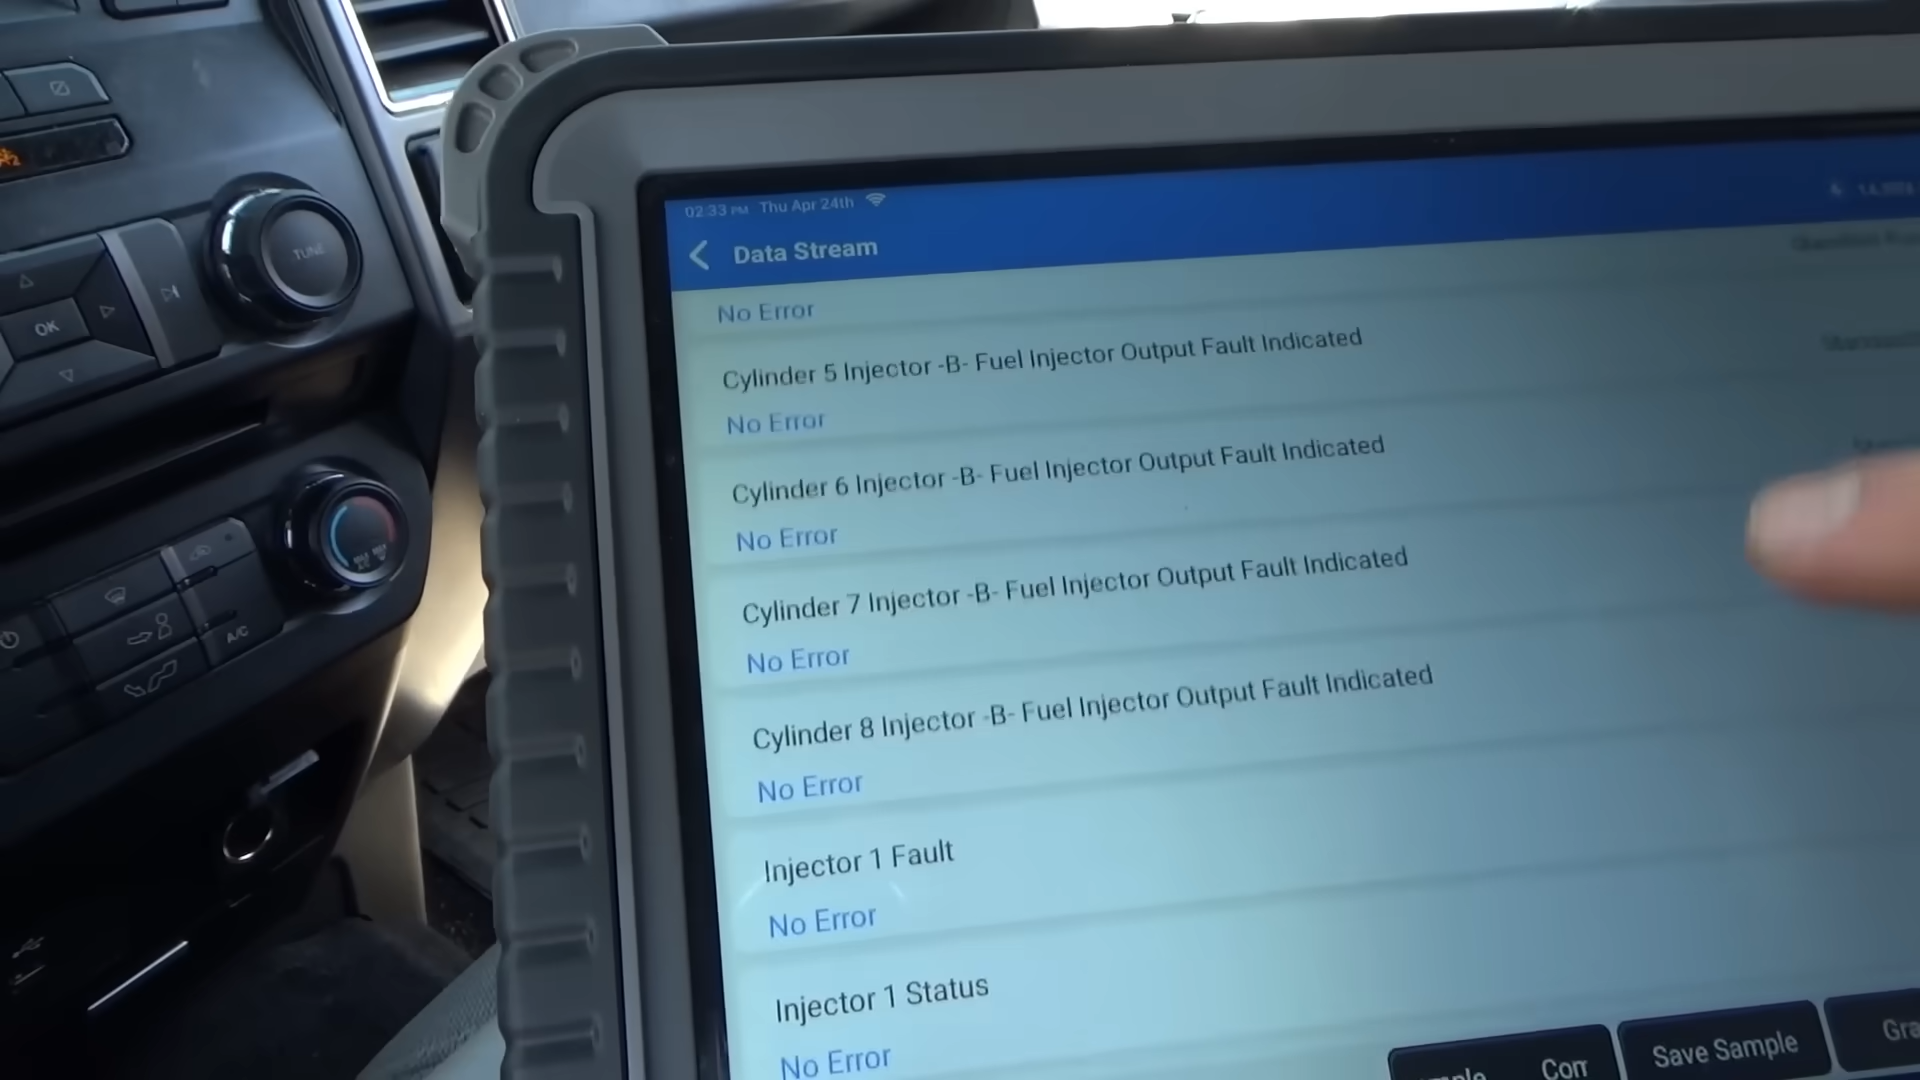 02:33 PM Thu Apr 24th
Data Stream
No Error
Cylinder 5 Injector -B- Fuel Injector Output Fault Indicated
No Error
Cylinder 6 Injector -B- Fuel Injector Output Fault Indicated
No Error
Cylinder 7 Injector -B- Fuel Injector Output Fault Indicated
No Error
Cylinder 8 Injector -B- Fuel Injector Output Fault Indicated
No Error
Injector 1 Fault
No Error
Injector 1 Status
No Error
Save Sample
TUNE
OK
A/C